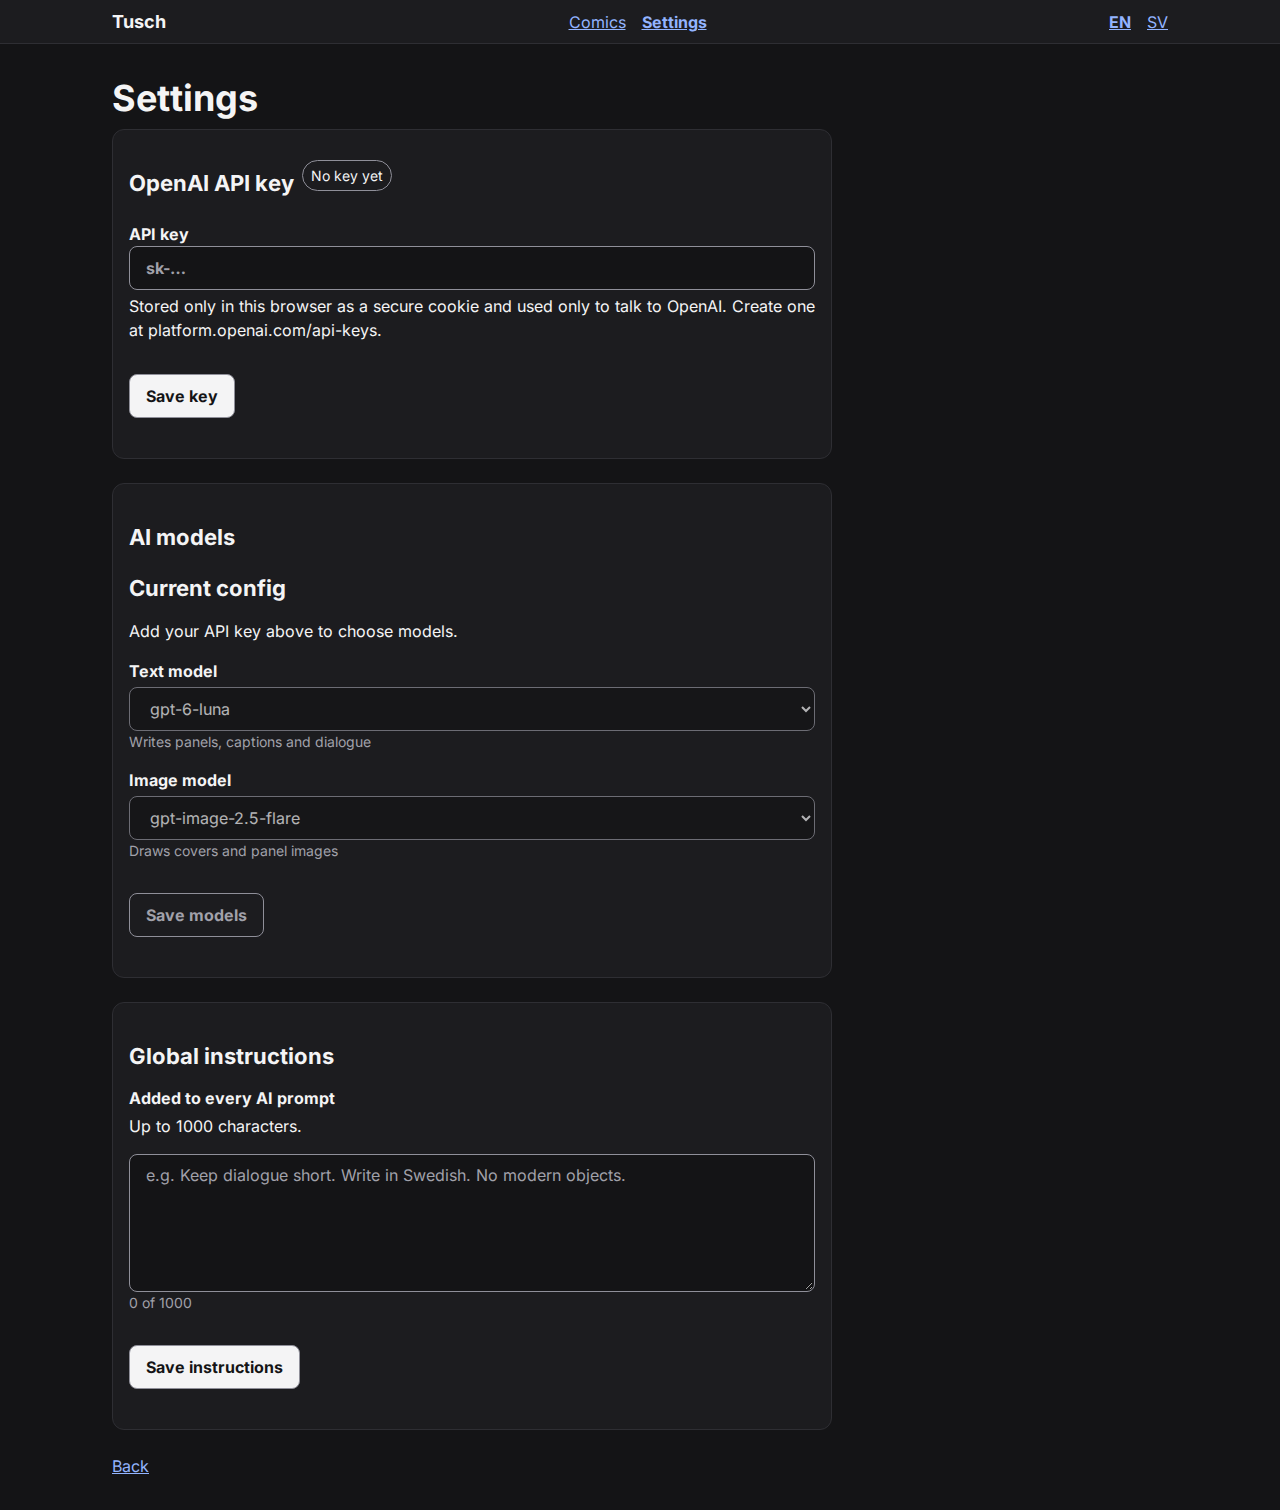 Tusch
Comics Settings
EN SV
Settings
OpenAI API key No key yet
API key
sk-...
Stored only in this browser as a secure cookie and used only to talk to OpenAI. Create one
at platform.openai.com/api-keys.
Save key
AI models
Current config
Add your API key above to choose models.
Text model
gpt-6-luna
Writes panels, captions and dialogue
Image model
gpt-image-2.5-flare
Draws covers and panel images
Save models
Global instructions
Added to every AI prompt
Up to 1000 characters.
e.g. Keep dialogue short. Write in Swedish. No modern objects.
0 of 1000
Save instructions
Back